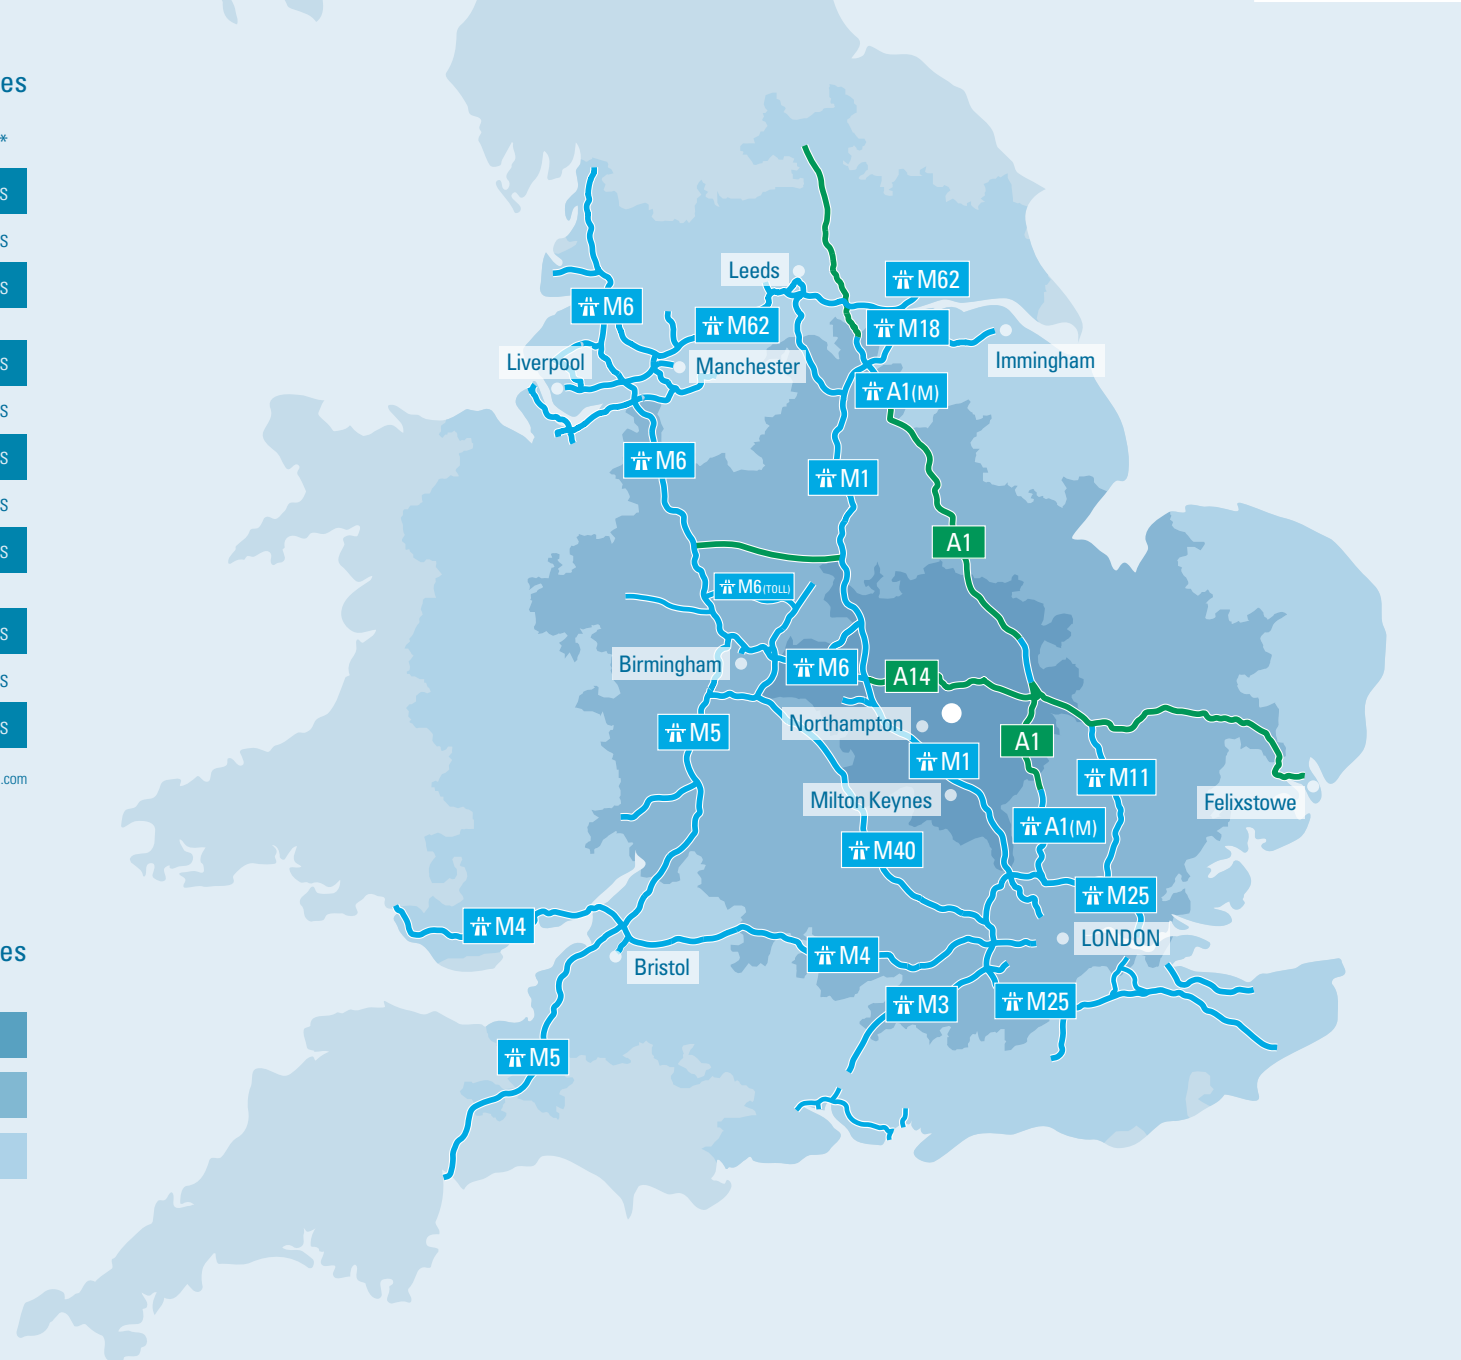 es
*
s
s
s
s
s
s
s
s
s
s
s
.com
es
Leeds
M62
M6
M62
M18
Liverpool
Manchester
Immingham
A1(M)
M6
M1
A1
M6(TOLL)
Birmingham
M6
A14
Northampton
M5
A1
M1
M11
Milton Keynes
Felixstowe
A1(M)
M40
M25
M4
LONDON
M4
Bristol
M3
M25
M5